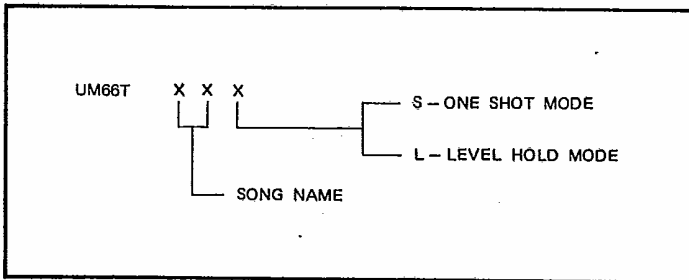 UM66T X X X
S – ONE SHOT MODE
L – LEVEL HOLD MODE
SONG NAME